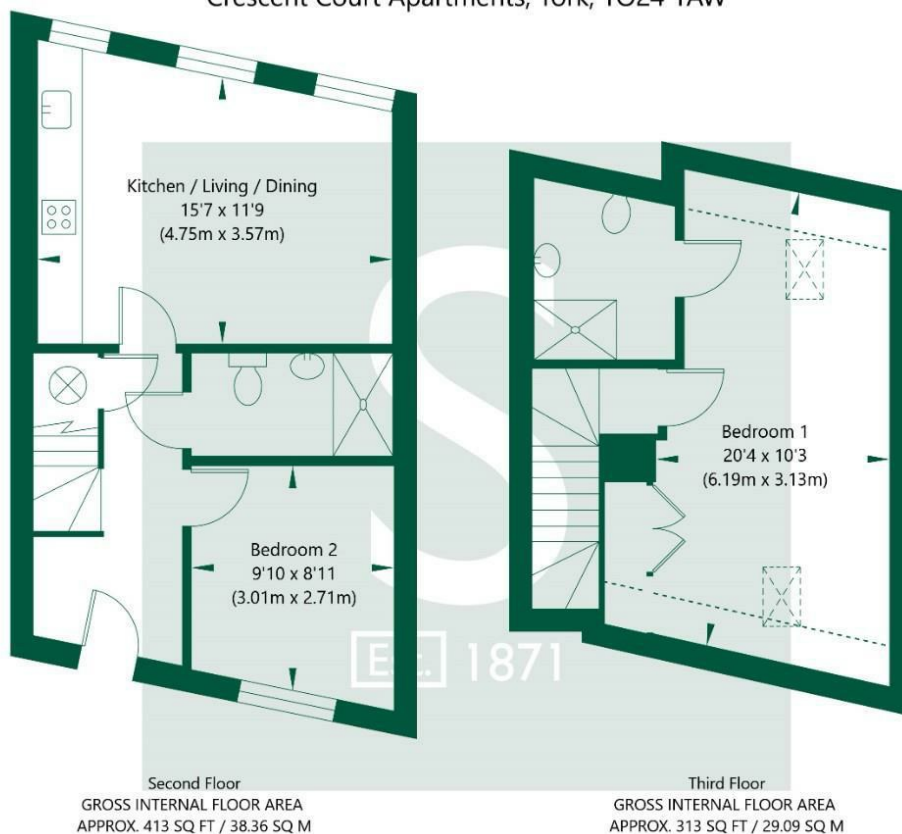 Crescent Court Apartments, York, YO24 1AW
Kitchen / Living / Dining
15'7 x 11'9
(4.75m x 3.57m)
Bedroom 2
9'10 x 8'11
(3.01m x 2.71m)
Bedroom 1
20'4 x 10'3
(6.19m x 3.13m)
S
Est. 1871
Second Floor
GROSS INTERNAL FLOOR AREA
APPROX. 413 SQ FT / 38.36 SQ M
Third Floor
GROSS INTERNAL FLOOR AREA
APPROX. 313 SQ FT / 29.09 SQ M